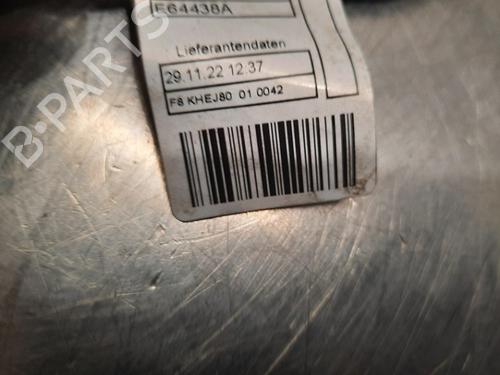 E64438A
Lieferantendaten
29.11.22 12:37
F8 KHEJ80 01 0042
B-PARTS